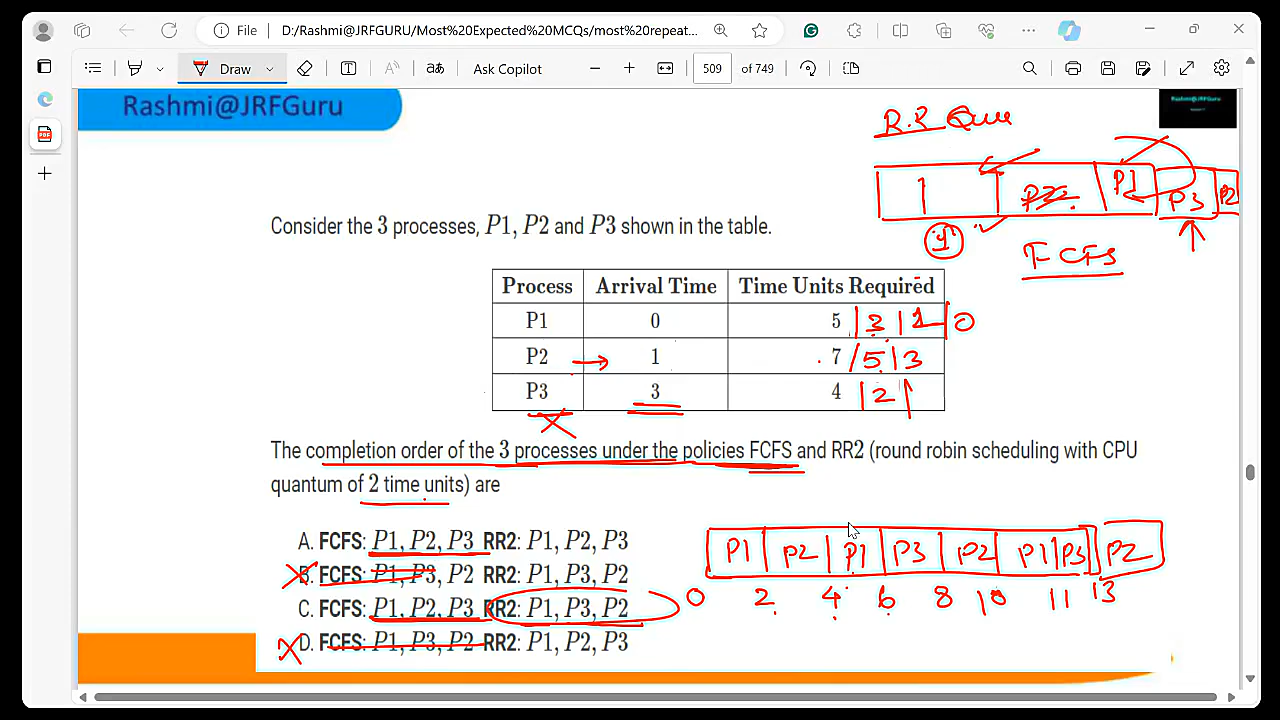 File D:/Rashmi@JRFGURU/Most%20Expected%20MCQs/most%20repeat...
Draw Ask Copilot 509 of 749
Rashmi@JRFGuru
R.R Que
P1 P3 P2
1
FCFS
Consider the 3 processes, P1, P2 and P3 shown in the table.
Process Arrival Time Time Units Required
P1 0 5 3 1 0
P2 → 1 7 5 3
P3 3 4 2
The completion order of the 3 processes under the policies FCFS and RR2 (round robin scheduling with CPU
quantum of 2 time units) are
A. FCFS: P1, P2, P3 RR2: P1, P2, P3
B. FCFS: P1, P3, P2 RR2: P1, P3, P2
C. FCFS: P1, P2, P3 RR2: P1, P3, P2
D. FCFS: P1, P3, P2 RR2: P1, P2, P3
P1 P2 P1 P3 P2 P1 P3 P2
0 2 4 6 8 10 11 13